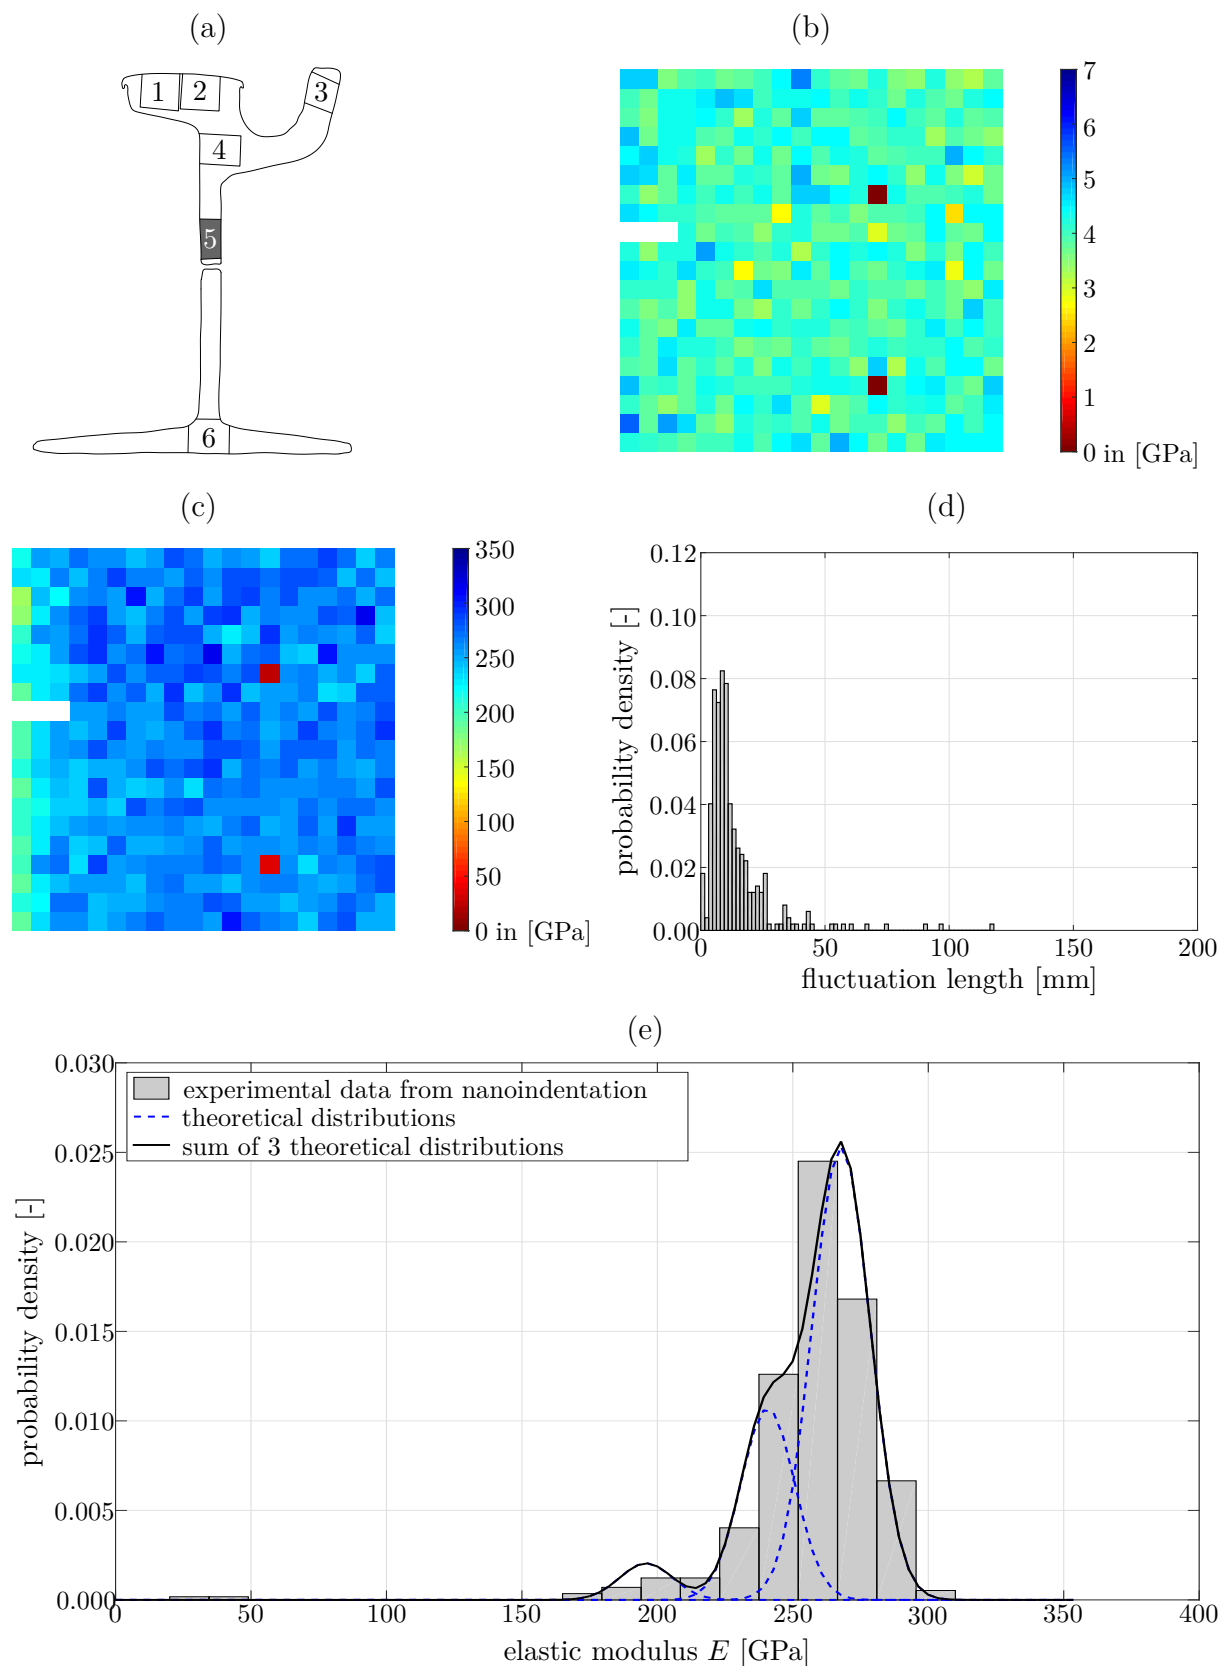 (a)
1 2 3
4
5
6
(b)
7
6
5
4
3
2
1
0 in [GPa]
(c)
350
300
250
200
150
100
50
0 in [GPa]
(d)
probability density [-]
0.12
0.10
0.08
0.06
0.04
0.02
0.00
0 50 100 150 200
fluctuation length [mm]
(e)
probability density [-]
0.030
0.025
0.020
0.015
0.010
0.005
0.000
experimental data from nanoindentation
theoretical distributions
sum of 3 theoretical distributions
0 50 100 150 200 250 300 350 400
elastic modulus E [GPa]